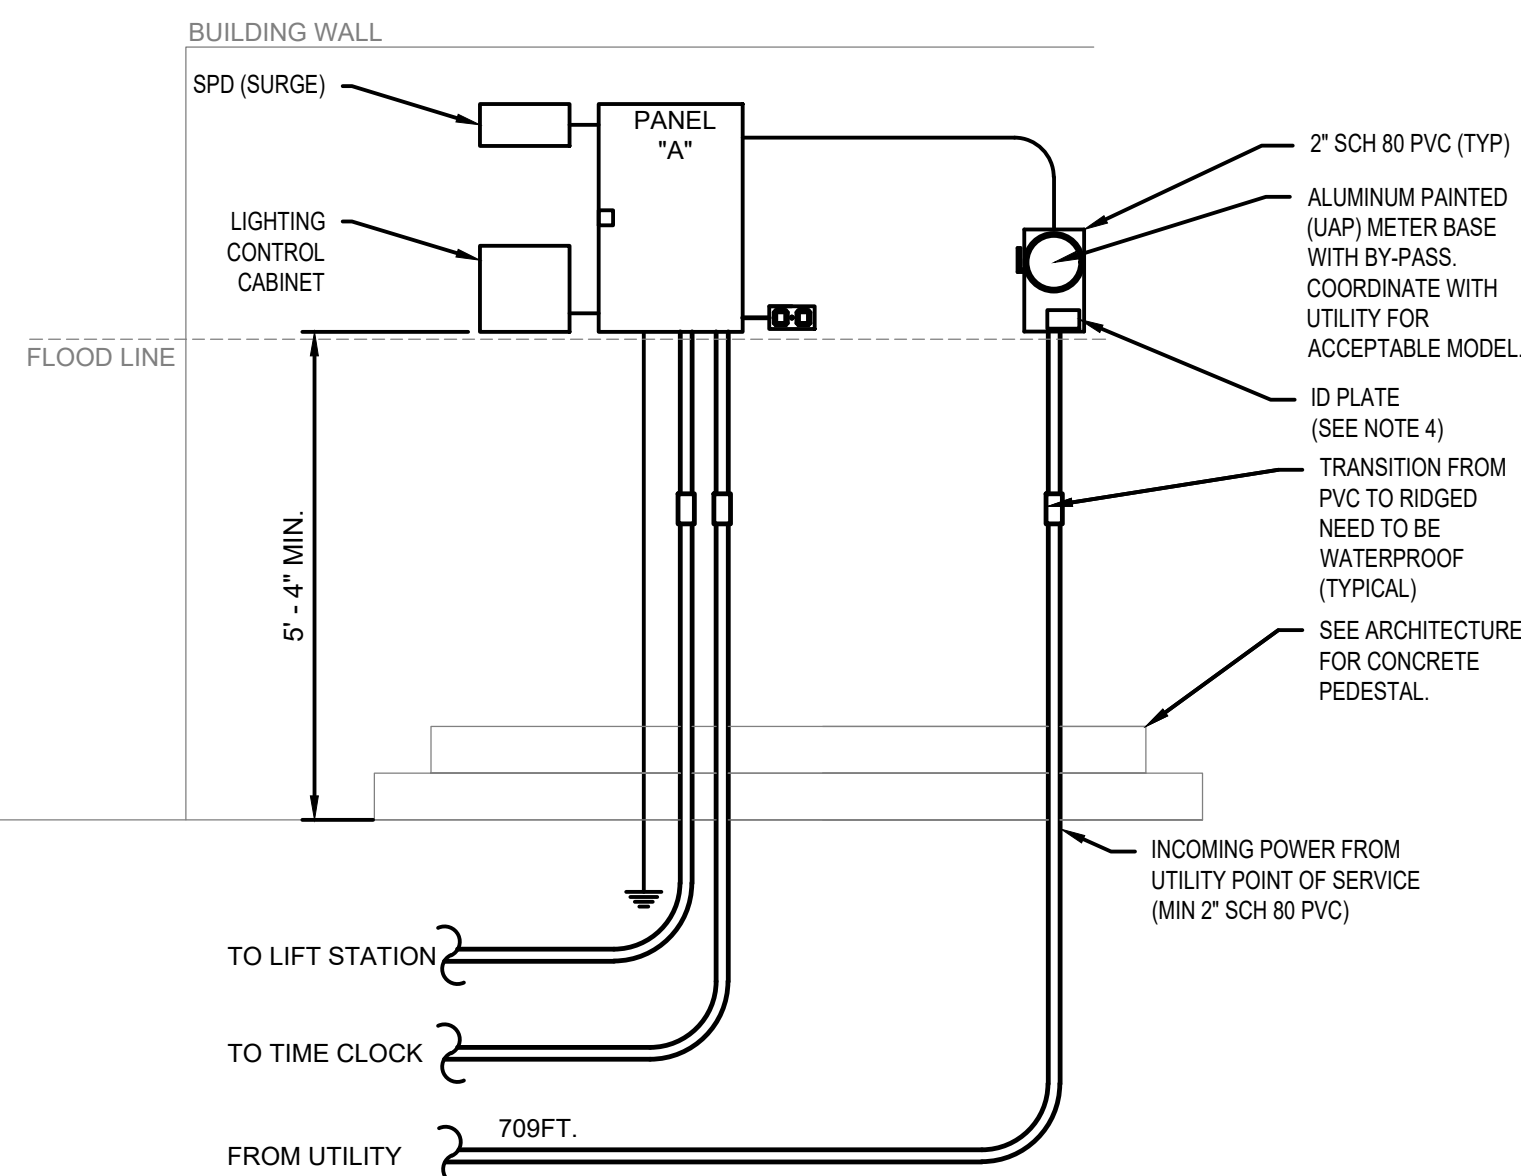 BUILDING WALL
SPD (SURGE)
PANEL
"A"
2" SCH 80 PVC (TYP)
ALUMINUM PAINTED
(UAP) METER BASE
WITH BY-PASS.
COORDINATE WITH
UTILITY FOR
ACCEPTABLE MODEL.
LIGHTING
CONTROL
CABINET
FLOOD LINE
ID PLATE
(SEE NOTE 4)
TRANSITION FROM
PVC TO RIDGED
NEED TO BE
WATERPROOF
(TYPICAL)
5' - 4" MIN.
SEE ARCHITECTURE
FOR CONCRETE
PEDESTAL.
INCOMING POWER FROM
UTILITY POINT OF SERVICE
(MIN 2" SCH 80 PVC)
TO LIFT STATION
TO TIME CLOCK
709FT.
FROM UTILITY